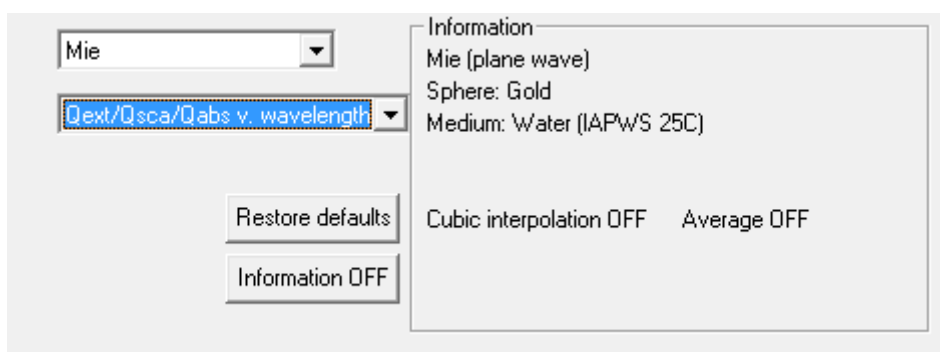 Mie
Qext/Qsca/Qabs v. wavelength
Restore defaults
Information OFF
Information
Mie (plane wave)
Sphere: Gold
Medium: Water (IAPWS 25C)
Cubic interpolation OFF Average OFF